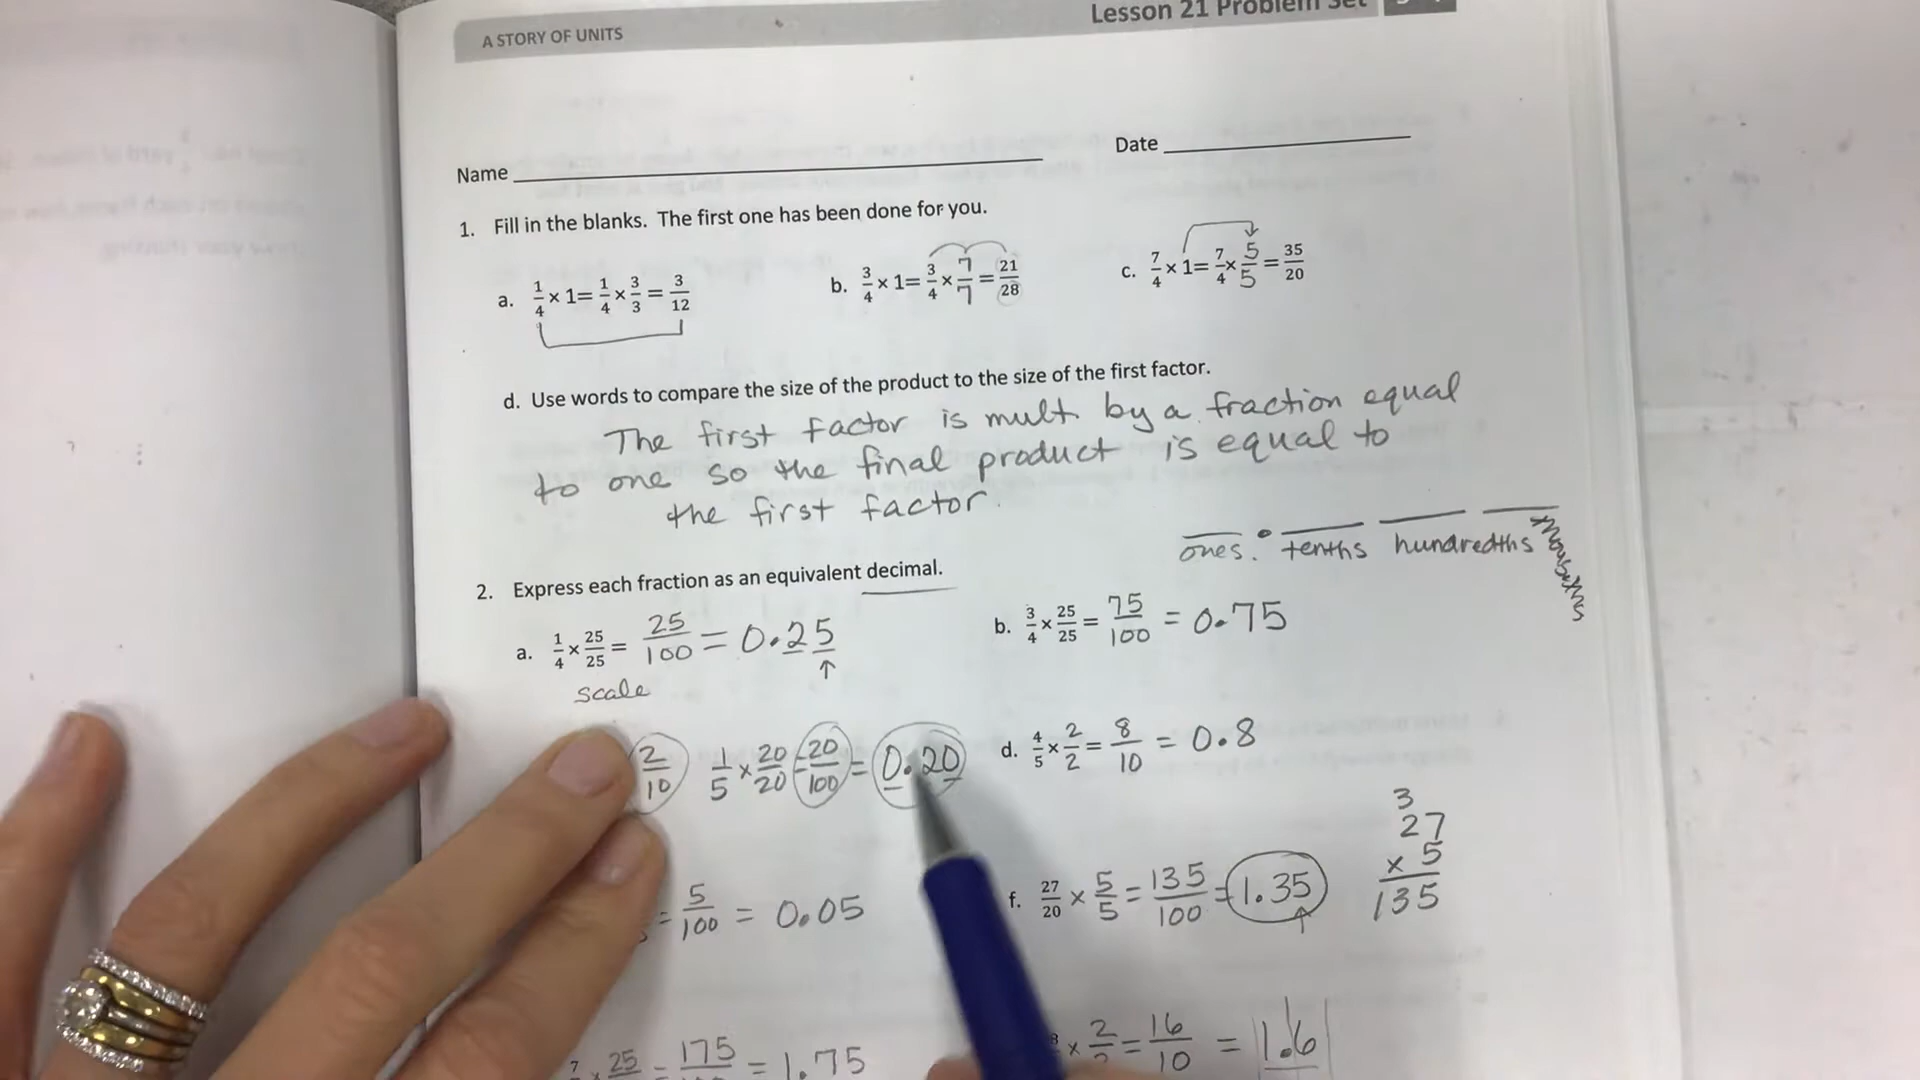 A STORY OF UNITS
Lesson 21 Problem Set
Name
Date
1. Fill in the blanks. The first one has been done for you.
a. 1/4 x 1= 1/4 x 3/3 = 3/12
b. 3/4 x 1= 3/4 x 7/7 = 21/28
c. 7/4 x 1= 7/4 x 5/5 = 35/20
d. Use words to compare the size of the product to the size of the first factor.
The first factor is mult by a fraction equal
to one so the final product is equal to
the first factor.
ones. tenths hundredths
2. Express each fraction as an equivalent decimal.
a. 1/4 x 25/25 = 25/100 = 0.25
scale
b. 3/4 x 25/25 = 75/100 = 0.75
2/10 1/5 x 20/20 = 20/100 = 0.20
d. 4/5 x 2/2 = 8/10 = 0.8
3
27
x 5
135
= 5/100 = 0.05
f. 27/20 x 5/5 = 135/100 = 1.35
7 x 25 = 175 = 1.75
8 x 2 = 16/10 = 1.6